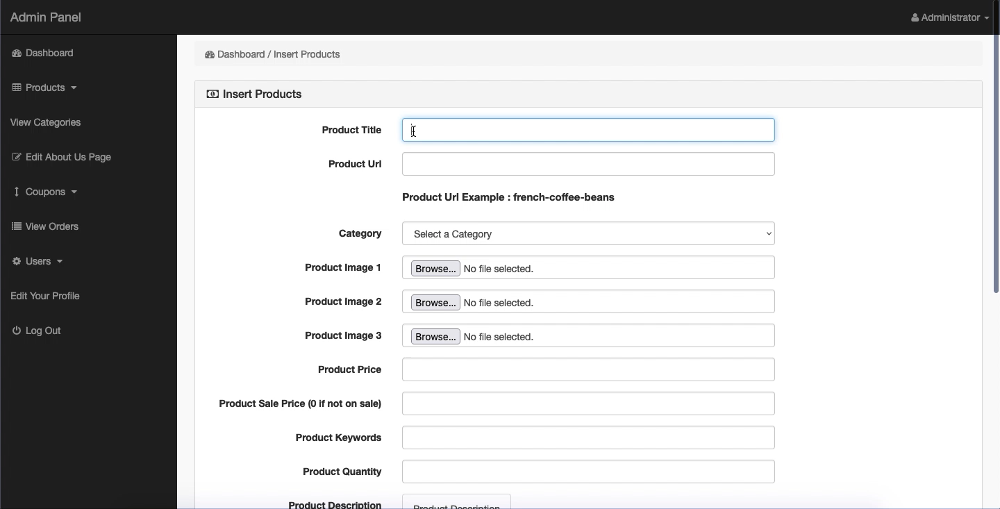 Admin Panel
Administrator
Dashboard
Products
View Categories
Edit About Us Page
Coupons
View Orders
Users
Edit Your Profile
Log Out
Dashboard / Insert Products
Insert Products
Product Title
Product Url
Product Url Example : french-coffee-beans
Category Select a Category
Product Image 1 Browse... No file selected.
Product Image 2 Browse... No file selected.
Product Image 3 Browse... No file selected.
Product Price
Product Sale Price (0 if not on sale)
Product Keywords
Product Quantity
Product Description Product Description